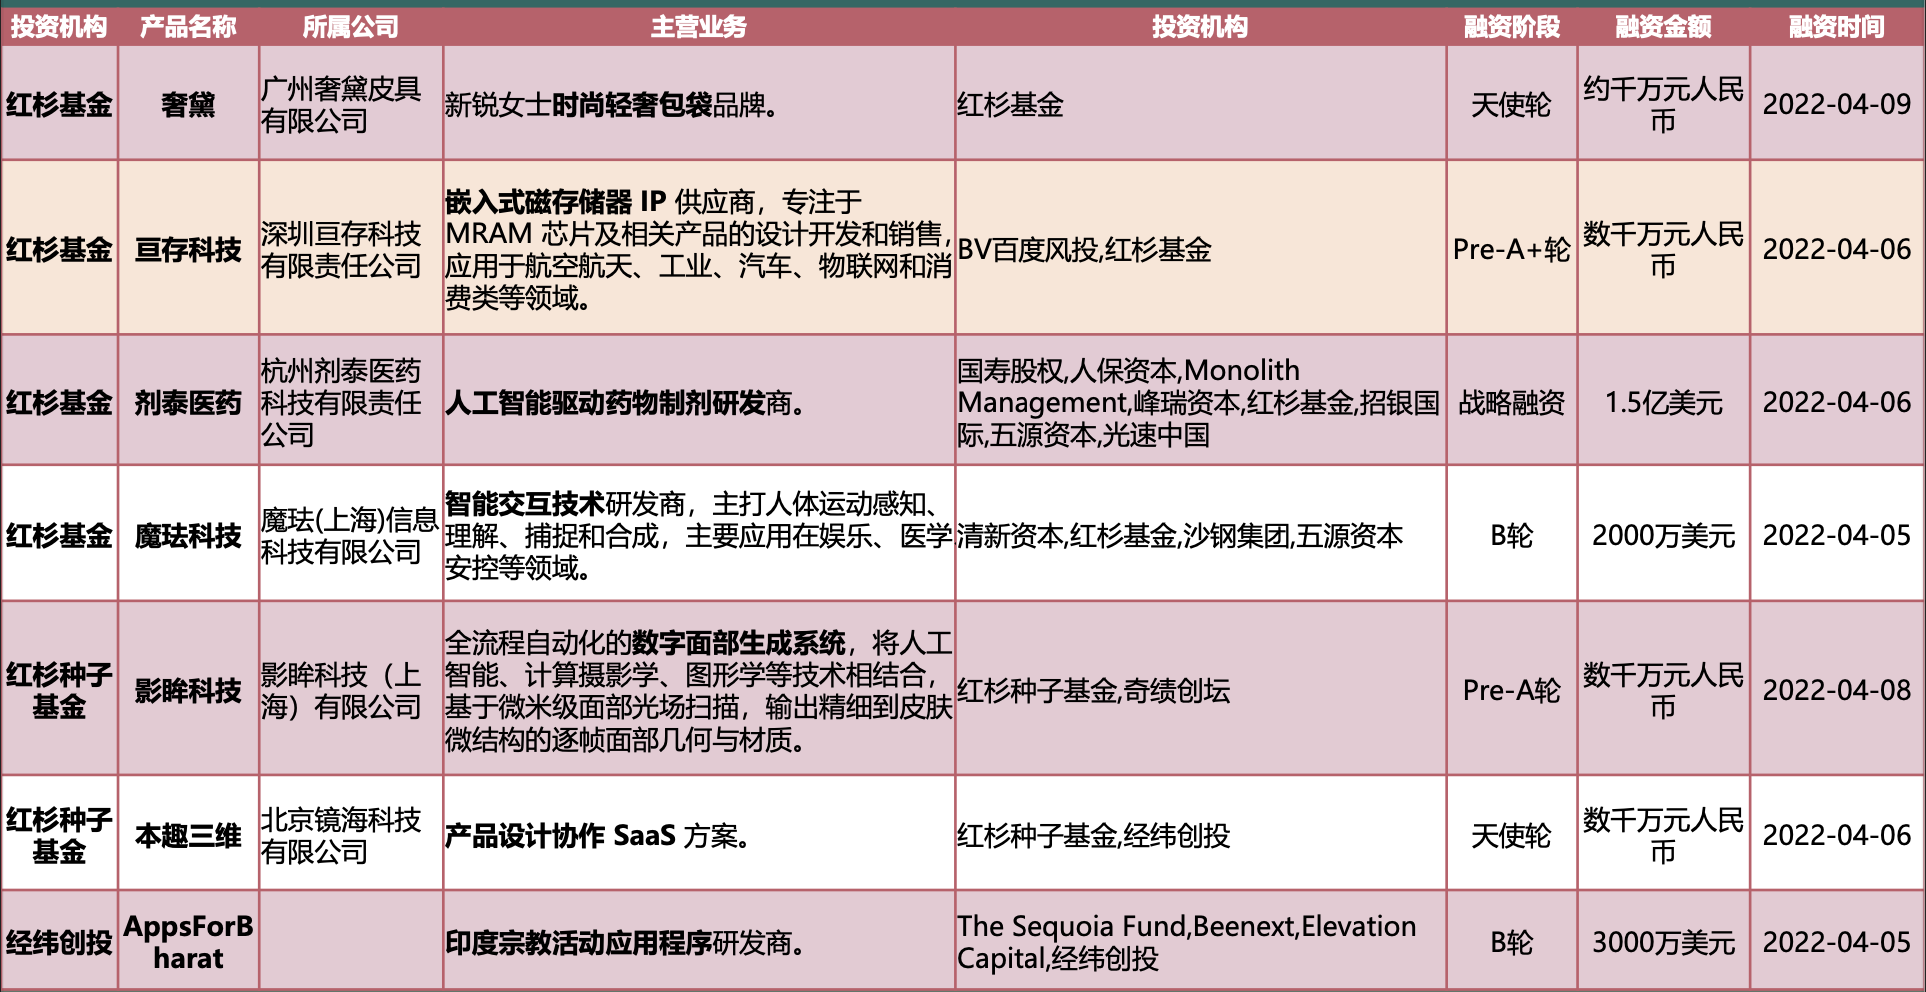 投资机构 产品名称 所属公司 主营业务 投资机构 融资阶段 融资金额 融资时间
红杉基金
奢黛
广州奢黛皮具
有限公司
新锐女士时尚轻奢包袋品牌。
红杉基金
天使轮
约千万元人民
币
2022-04-09
红杉基金
亘存科技
深圳亘存科技
有限责任公司
嵌入式磁存储器 IP 供应商，专注于
MRAM 芯片及相关产品的设计开发和销售，
应用于航空航天、工业、汽车、物联网和消
费类等领域。
BV百度风投,红杉基金
Pre-A+轮
数千万元人民
币
2022-04-06
红杉基金
剂泰医药
杭州剂泰医药
科技有限责任
公司
人工智能驱动药物制剂研发商。
国寿股权,人保资本,Monolith
Management,峰瑞资本,红杉基金,招银国
际,五源资本,光速中国
战略融资
1.5亿美元
2022-04-06
红杉基金
魔珐科技
魔珐(上海)信息
科技有限公司
智能交互技术研发商，主打人体运动感知、
理解、捕捉和合成，主要应用在娱乐、医学
安控等领域。
清新资本,红杉基金,沙钢集团,五源资本
B轮
2000万美元
2022-04-05
红杉种子
基金
影眸科技
影眸科技（上
海）有限公司
全流程自动化的数字面部生成系统，将人工
智能、计算摄影学、图形学等技术相结合，
基于微米级面部光场扫描，输出精细到皮肤
微结构的逐帧面部几何与材质。
红杉种子基金,奇绩创坛
Pre-A轮
数千万元人民
币
2022-04-08
红杉种子
基金
本趣三维
北京镜海科技
有限公司
产品设计协作 SaaS 方案。
红杉种子基金,经纬创投
天使轮
数千万元人民
币
2022-04-06
经纬创投
AppsForB
harat
印度宗教活动应用程序研发商。
The Sequoia Fund,Beenext,Elevation
Capital,经纬创投
B轮
3000万美元
2022-04-05